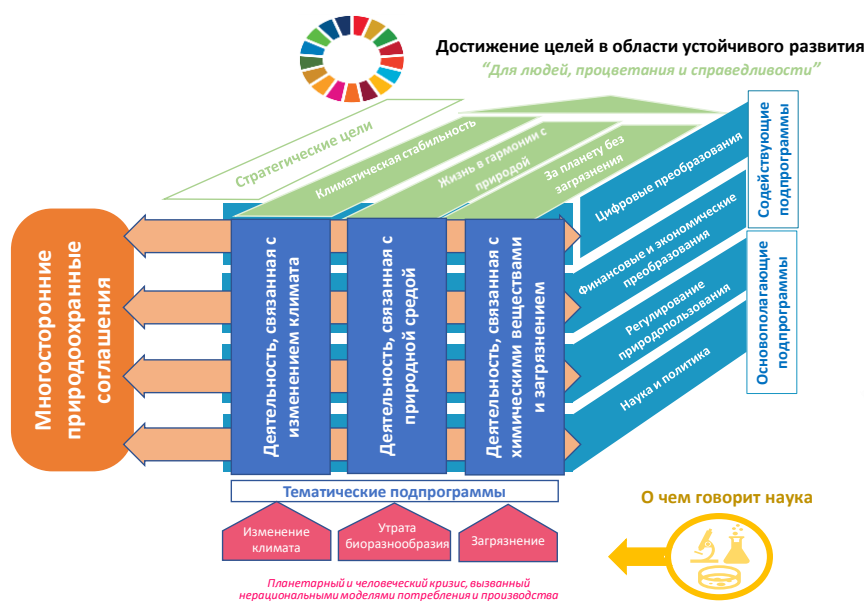 Достижение целей в области устойчивого развития
“Для людей, процветания и справедливости”
Стратегические цели
Климатическая стабильность
Жизнь в гармонии с
природой
За планету без
загрязнения
Цифровые преобразования
Финансовые и экономические
преобразования
Регулирование
природопользования
Наука и политика
Содействующие
подпрограммы
Основополагающие
подпрограммы
Многосторонние
природоохранные
соглашения
Деятельность, связанная с
изменением климата
Деятельность, связанная с
природной средой
Деятельность, связанная с
химическими веществами
и загрязнением
Тематические подпрограммы
Изменение
климата
Утрата
биоразнообразия
Загрязнение
О чем говорит наука
Планетарный и человеческий кризис, вызванный
нерациональными моделями потребления и производства